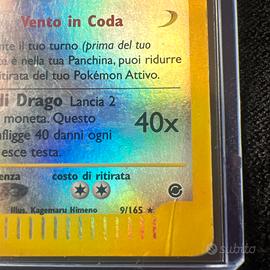 Vento in Coda
nte il tuo turno (prima del tuo
è nella tua Panchina, puoi ridurre
itirata del tuo Pokémon Attivo.
di Drago Lancia 2
moneta. Questo
nfligge 40 danni ogni
esce testa.
40x
enza costo di ritirata
Illus. Kagemaru Himeno 9/165 ★
subito